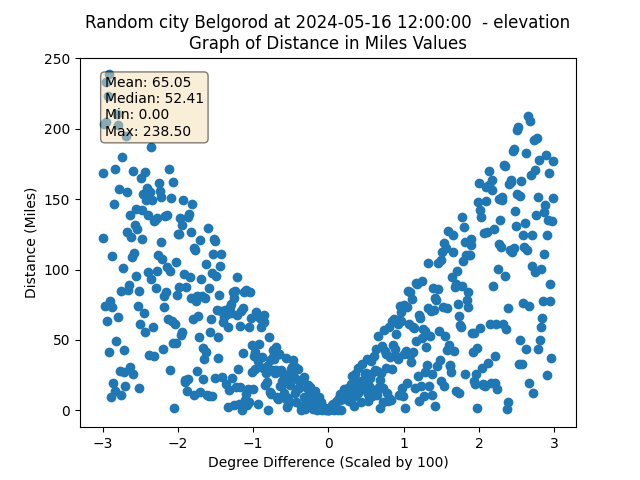 Random city Belgorod at 2024-05-16 12:00:00  - elevation
Graph of Distance in Miles Values
250
200
150
100
50
0
Mean: 65.05
Median: 52.41
Min: 0.00
Max: 238.50
Distance (Miles)
−3
−2
−1
0
1
2
3
Degree Difference (Scaled by 100)